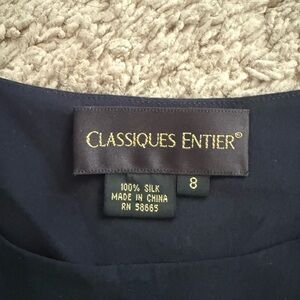 CLASSIQUES ENTIER®
100% SILK
MADE IN CHINA
RN 58665
8